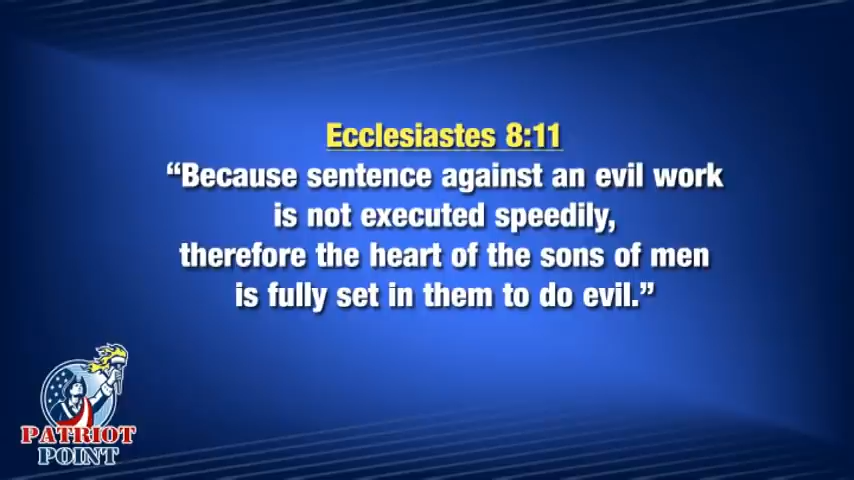 Ecclesiastes 8:11
“Because sentence against an evil work
is not executed speedily,
therefore the heart of the sons of men
is fully set in them to do evil.”
PATRIOT
POINT